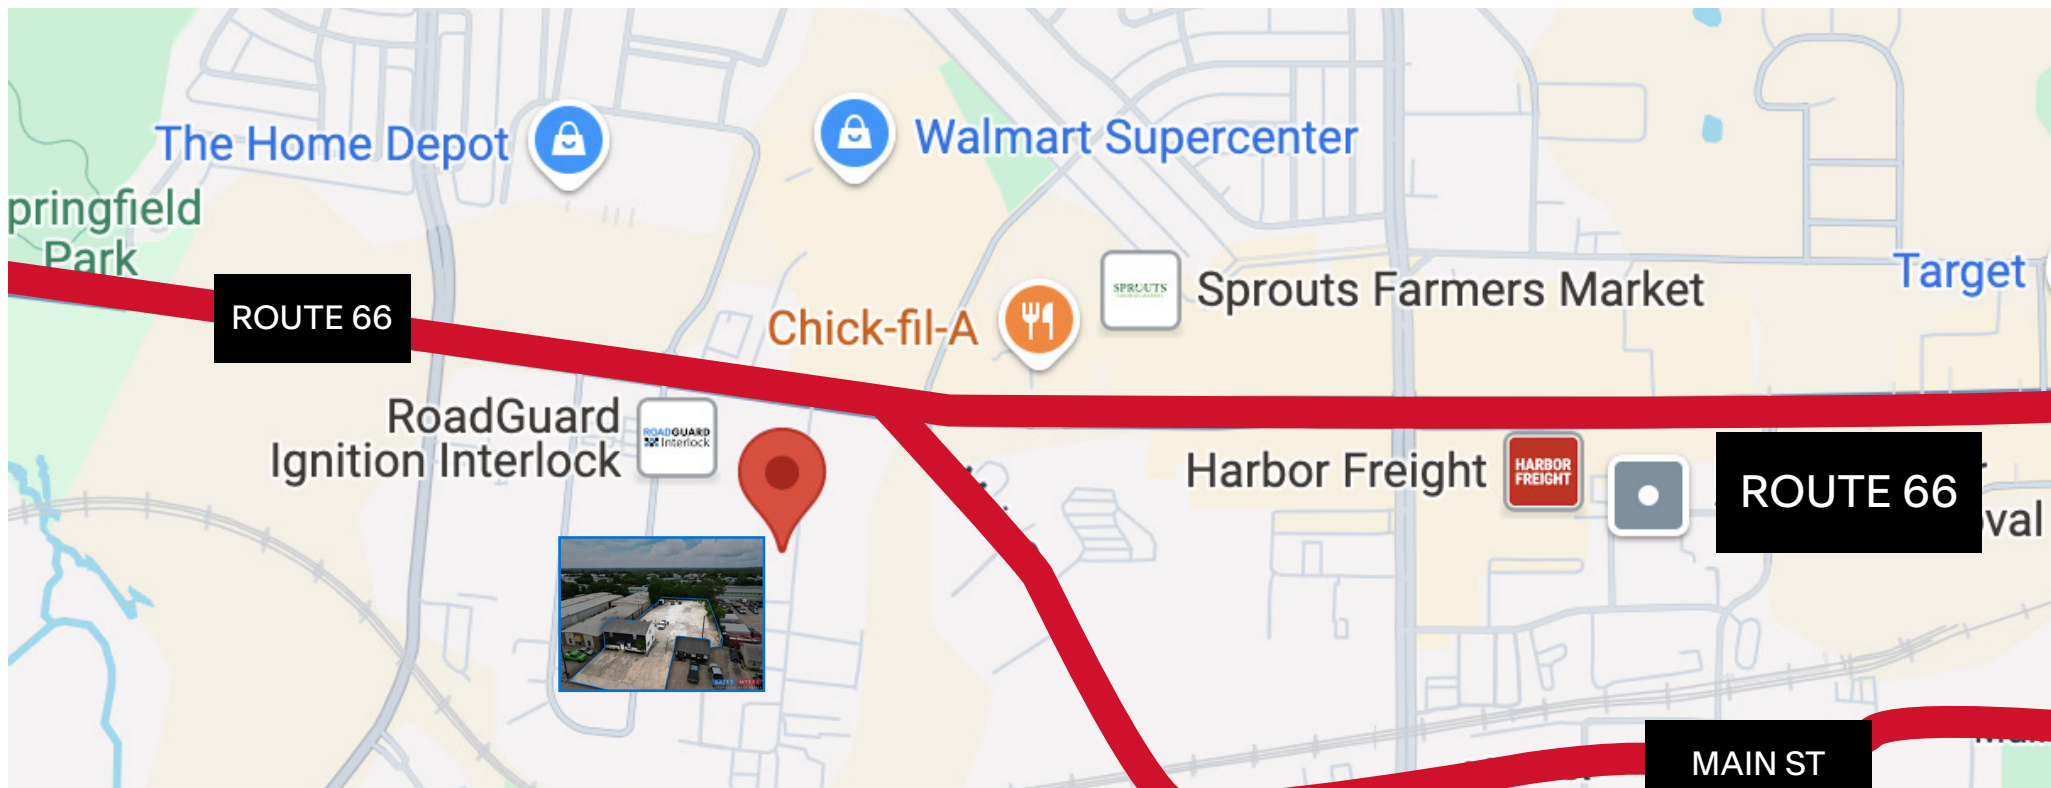 The Home Depot
Walmart Supercenter
pringfield
Park
Sprouts Farmers Market
SPROUTS
Target
ROUTE 66
Chick-fil-A
RoadGuard
Ignition Interlock
ROADGUARD
Interlock
Harbor Freight
HARBOR
FREIGHT
ROUTE 66
oval
MAIN ST